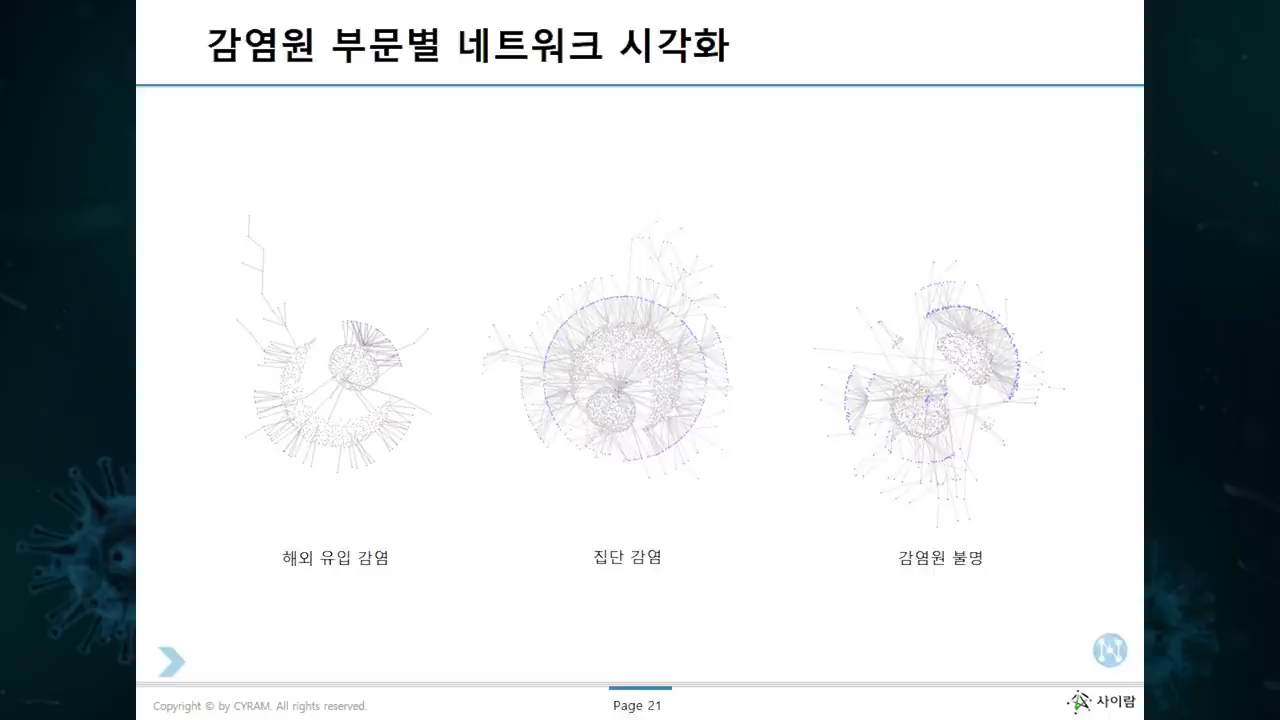 감염원 부문별 네트워크 시각화
해외 유입 감염
집단 감염
감염원 불명
Copyright © by CYRAM. All rights reserved.
Page 21
사이람